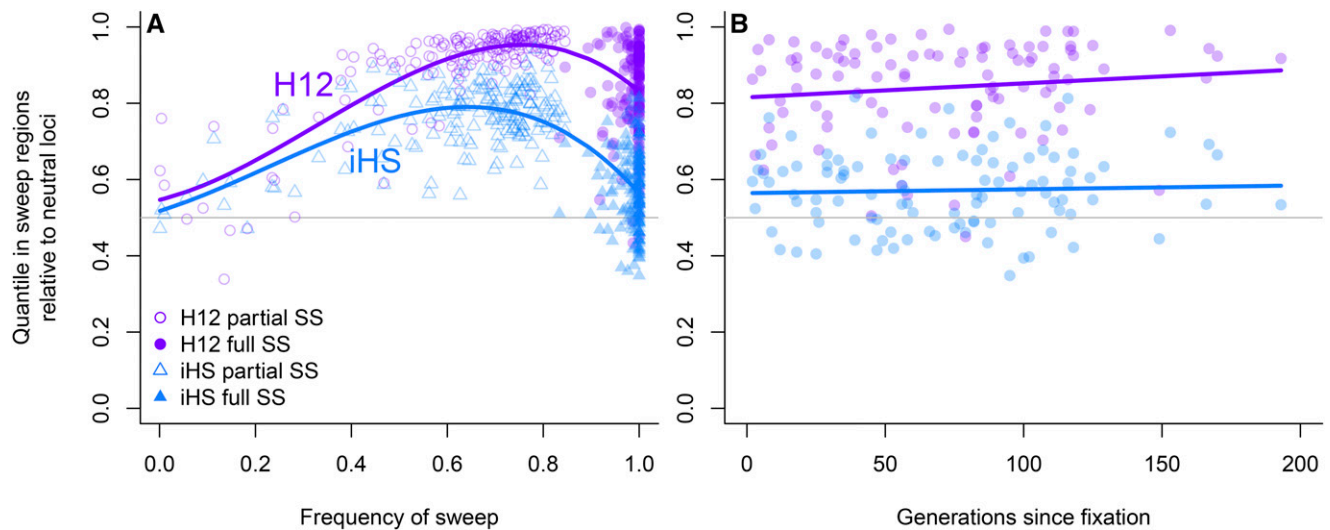 Quantile in sweep regions
relative to neutral loci
A
1.0
0.8
0.6
0.4
0.2
0.0
H12
iHS
H12 partial SS
H12 full SS
iHS partial SS
iHS full SS
0.0 0.2 0.4 0.6 0.8 1.0
Frequency of sweep
B
1.0
0.8
0.6
0.4
0.2
0.0
0 50 100 150 200
Generations since fixation